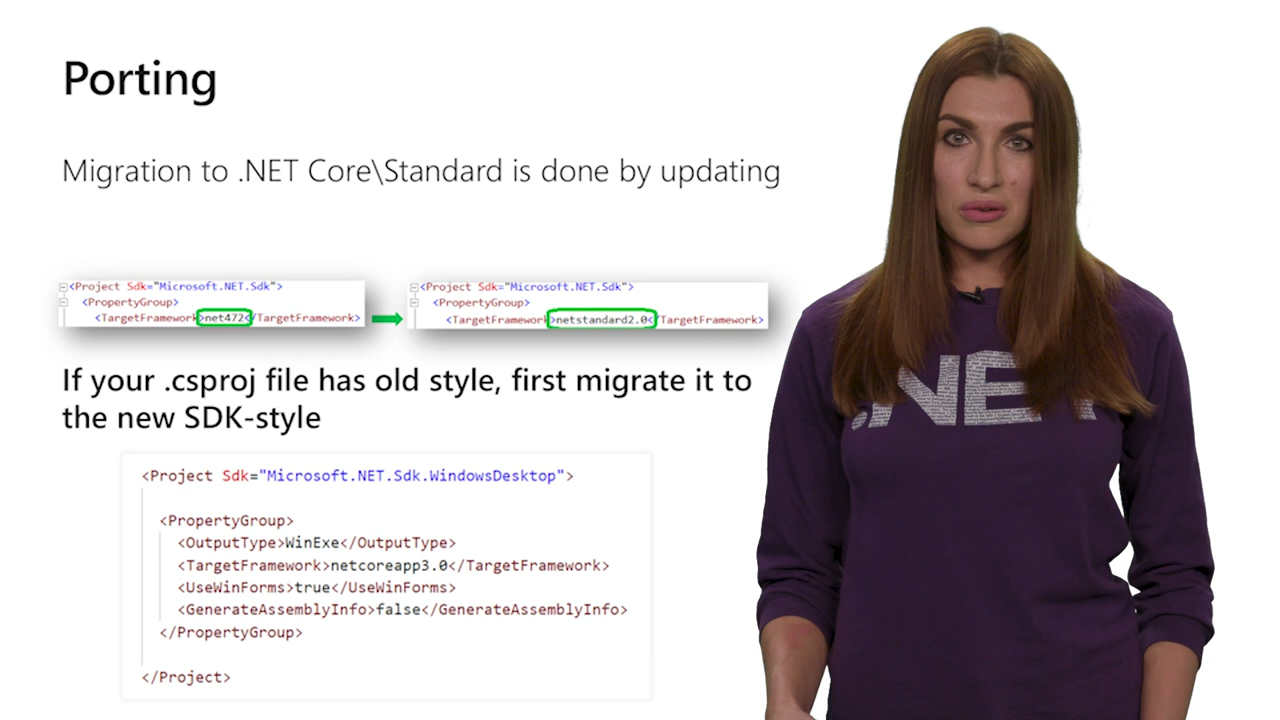 Porting
Migration to .NET Core\Standard is done by updating
<Project Sdk="Microsoft.NET.Sdk">
<PropertyGroup>
<TargetFramework>net472</TargetFramework>
<Project Sdk="Microsoft.NET.Sdk">
<PropertyGroup>
<TargetFramework>netstandard2.0</TargetFramework>
If your .csproj file has old style, first migrate it to
the new SDK-style
<Project Sdk="Microsoft.NET.Sdk.WindowsDesktop">
<PropertyGroup>
<OutputType>WinExe</OutputType>
<TargetFramework>netcoreapp3.0</TargetFramework>
<UseWinForms>true</UseWinForms>
<GenerateAssemblyInfo>false</GenerateAssemblyInfo>
</PropertyGroup>
</Project>
.NET